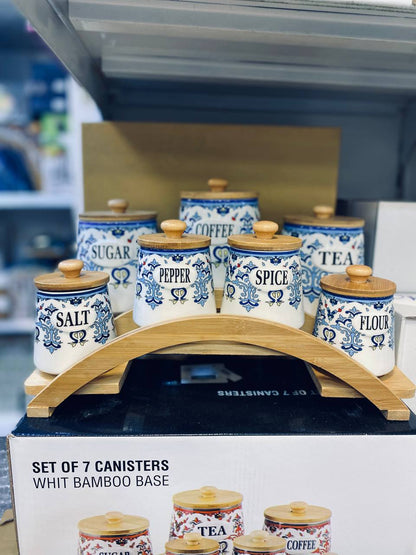 COFFEE
SUGAR
TEA
PEPPER
SPICE
SALT
FLOUR
SET OF 7 CANISTERS
SET OF 7 CANISTERS
WHIT BAMBOO BASE
TEA
SUGAR
COFFEE